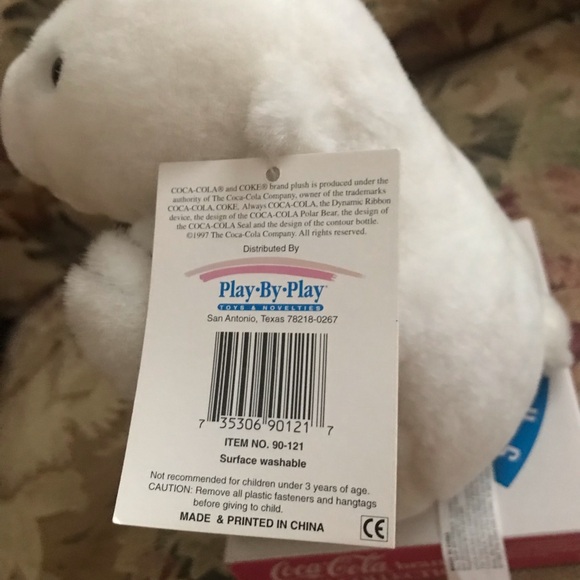 COCA-COLA® and COKE® brand plush is produced under the
authority of The Coca-Cola Company, owner of the trademarks
COCA-COLA, COKE, Always COCA-COLA, the Dynamic Ribbon
device, the design of the COCA-COLA Polar Bear, the design of
the COCA-COLA Seal and the design of the contour bottle.
©1997 The Coca-Cola Company. All rights reserved.
Distributed By
Play•By•Play™
TOYS & NOVELTIES
San Antonio, Texas 78218-0267
7 35306 90121 7
ITEM NO. 90-121
Surface washable
Not recommended for children under 3 years of age.
CAUTION: Remove all plastic fasteners and hangtags
before giving to child.
MADE & PRINTED IN CHINA
CE
Coca-Cola